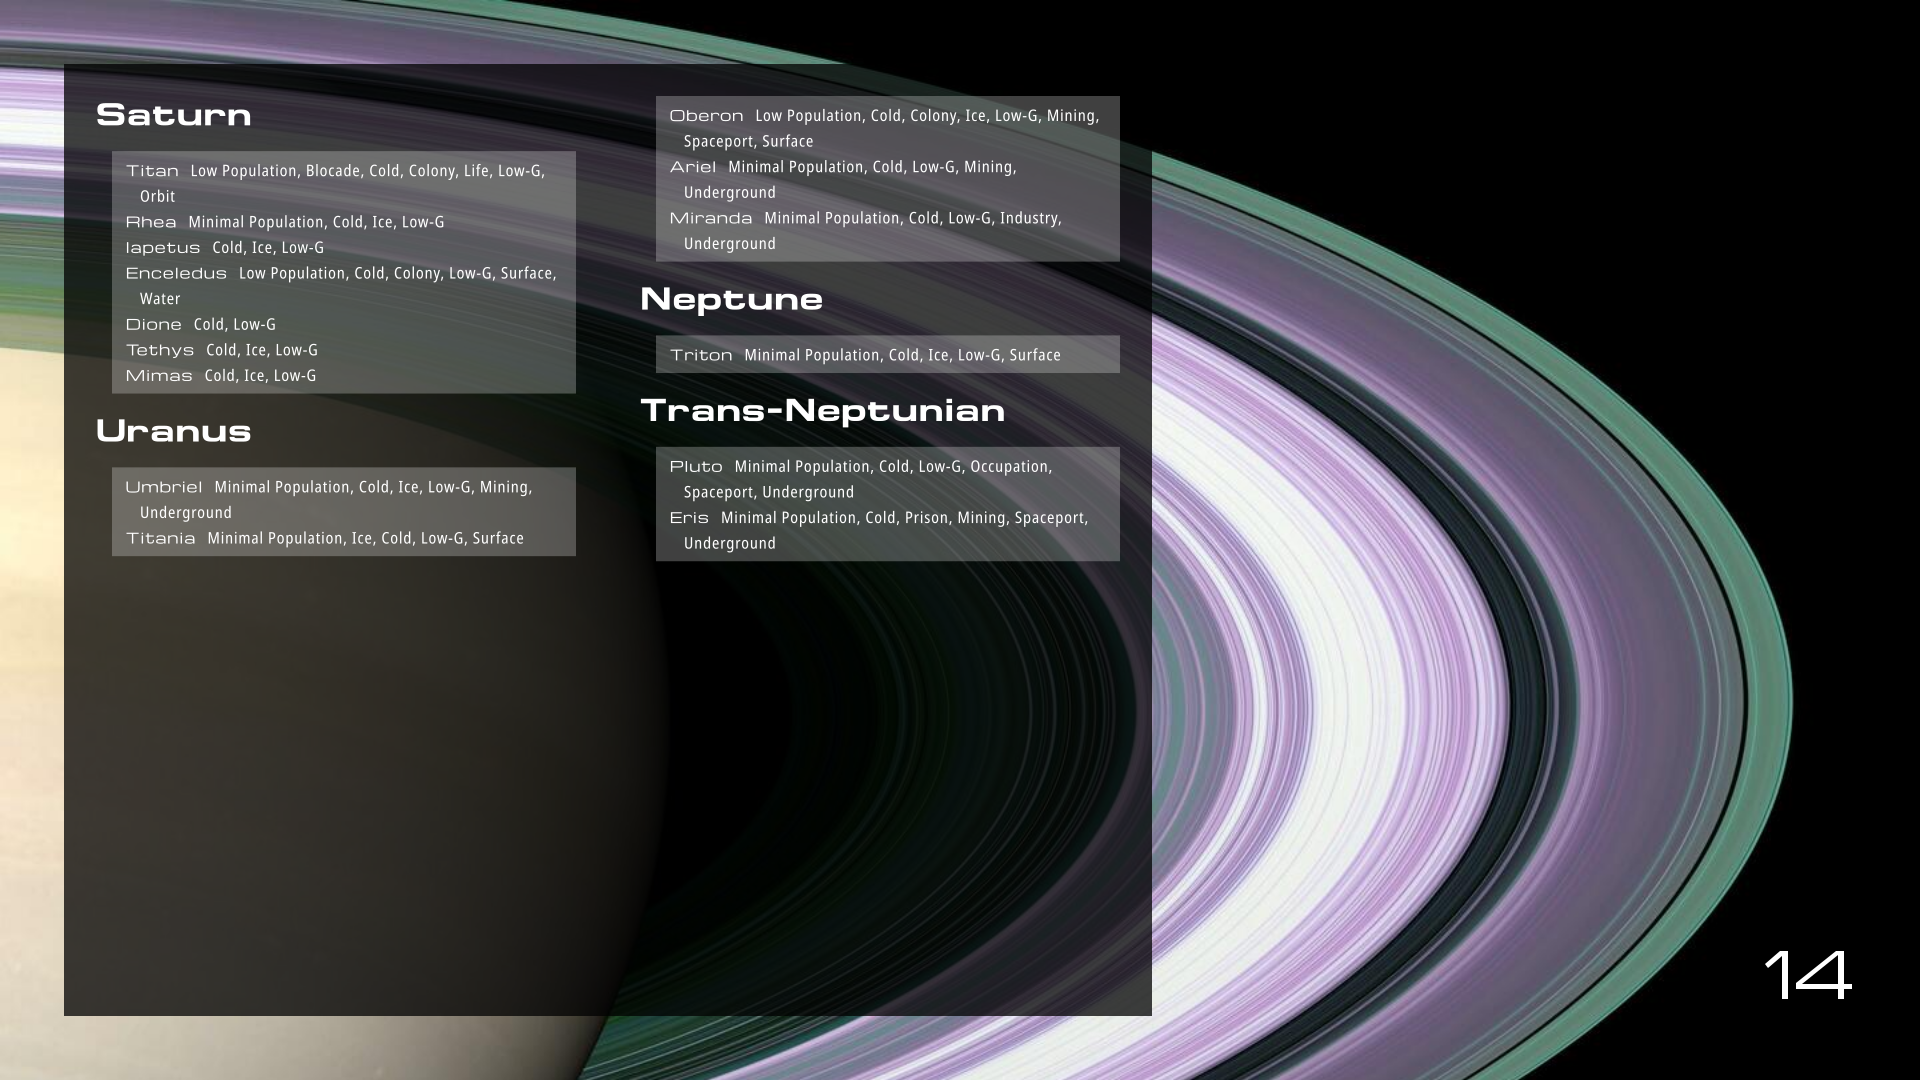 Saturn
Titan Low Population, Blocade, Cold, Colony, Life, Low-G,
Orbit
Rhea Minimal Population, Cold, Ice, Low-G
Iapetus Cold, Ice, Low-G
Enceledus Low Population, Cold, Colony, Low-G, Surface,
Water
Dione Cold, Low-G
Tethys Cold, Ice, Low-G
Mimas Cold, Ice, Low-G
Uranus
Umbriel Minimal Population, Cold, Ice, Low-G, Mining,
Underground
Titania Minimal Population, Ice, Cold, Low-G, Surface
Oberon Low Population, Cold, Colony, Ice, Low-G, Mining,
Spaceport, Surface
Ariel Minimal Population, Cold, Low-G, Mining,
Underground
Miranda Minimal Population, Cold, Low-G, Industry,
Underground
Neptune
Triton Minimal Population, Cold, Ice, Low-G, Surface
Trans-Neptunian
Pluto Minimal Population, Cold, Low-G, Occupation,
Spaceport, Underground
Eris Minimal Population, Cold, Prison, Mining, Spaceport,
Underground
14